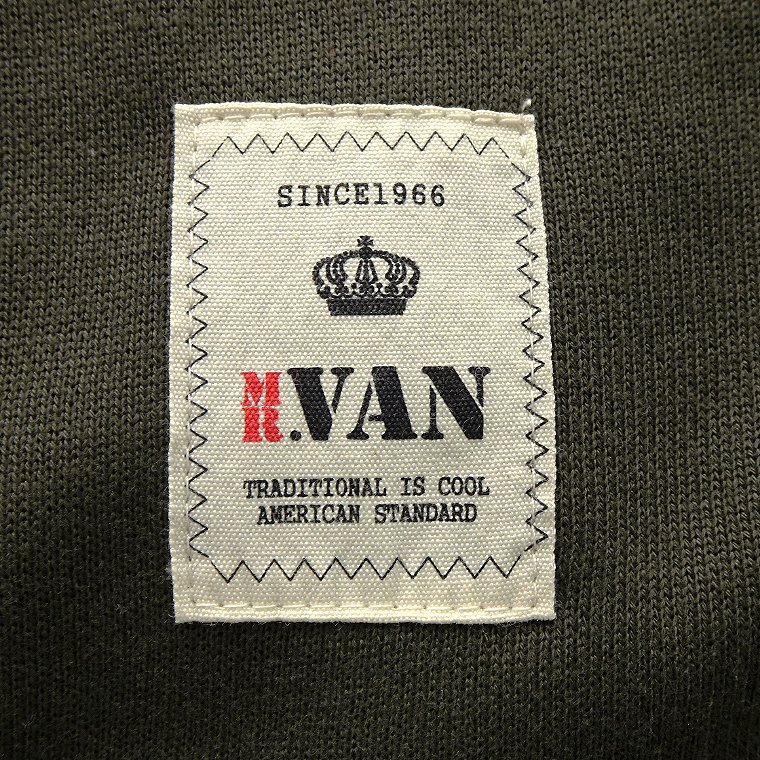 SINCE1966
MR.VAN
TRADITIONAL IS COOL
AMERICAN STANDARD